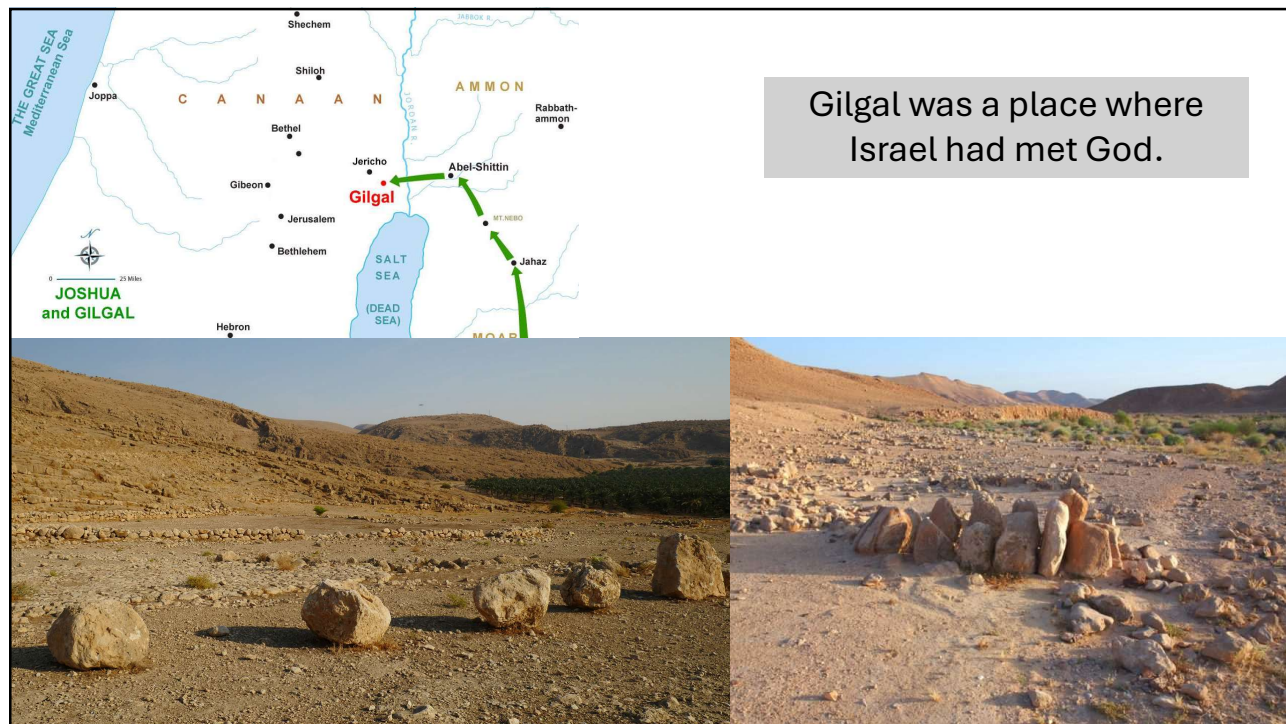 Shechem
JABBOK R.
THE GREAT SEA
Mediterranean Sea
Shiloh
AMMON
Joppa
CANAAN
JORDAN R.
Rabbath-
ammon
Bethel
Jericho
Abel-Shittin
Gibeon
Gilgal
Jerusalem
MT. NEBO
Bethlehem
N
SALT
SEA
Jahaz
0 25 Miles
JOSHUA
and GILGAL
(DEAD
SEA)
Hebron
MOAB
Gilgal was a place where
Israel had met God.